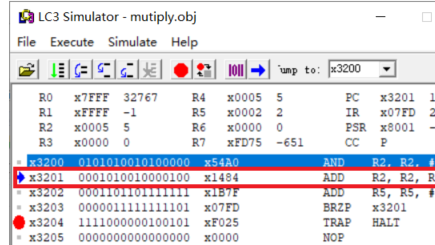 LC3 Simulator - mutiply.obj
File Execute Simulate Help
Jump to: x3200
R0 x7FFF 32767 R4 x0005 5 PC x3201 1
R1 xFFFF -1 R5 x0002 2 IR x07FD 2
R2 x0005 5 R6 x0000 0 PSR x8001 -
R3 x0000 0 R7 xFD75 -651 CC P
x3200 0101010010100000 x54A0 AND R2, R2, #
x3201 0001010010000100 x1484 ADD R2, R2, R
x3202 0001101101111111 x1B7F ADD R5, R5, #
x3203 0000011111111101 x07FD BRZP x3201
x3204 1111000000100101 xF025 TRAP HALT
x3205 0000000000000000 x0000 NOP